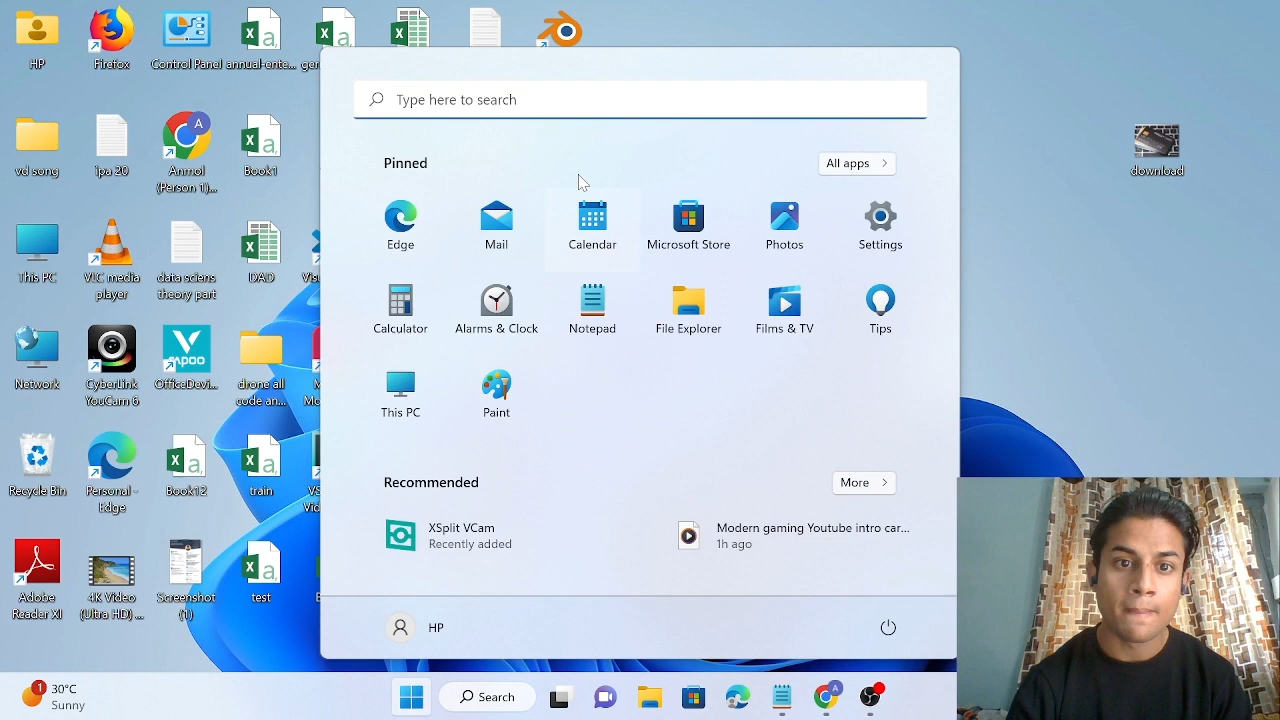 HP
Firefox
Control Panel
annual-ente...
Type here to search
vd song
ipa 20
Anmol
(Person 1)...
Book1
download
Pinned
All apps
Edge
Mail
Calendar
Microsoft Store
Photos
Settings
This PC
VLC media
player
data sciens
theory part
DAD
Calculator
Alarms & Clock
Notepad
File Explorer
Films & TV
Tips
Network
CyberLink
YouCam 6
OfficeDevi...
drone all
code an...
This PC
Paint
Recycle Bin
Personal -
Edge
Book12
train
Recommended
More
XSplit VCam
Recently added
Modern gaming Youtube intro car...
1h ago
Adobe
Reader XI
4K Video
(Ultra HD) ...
Screenshot
(1)
test
HP
30°C
Sunny
Search